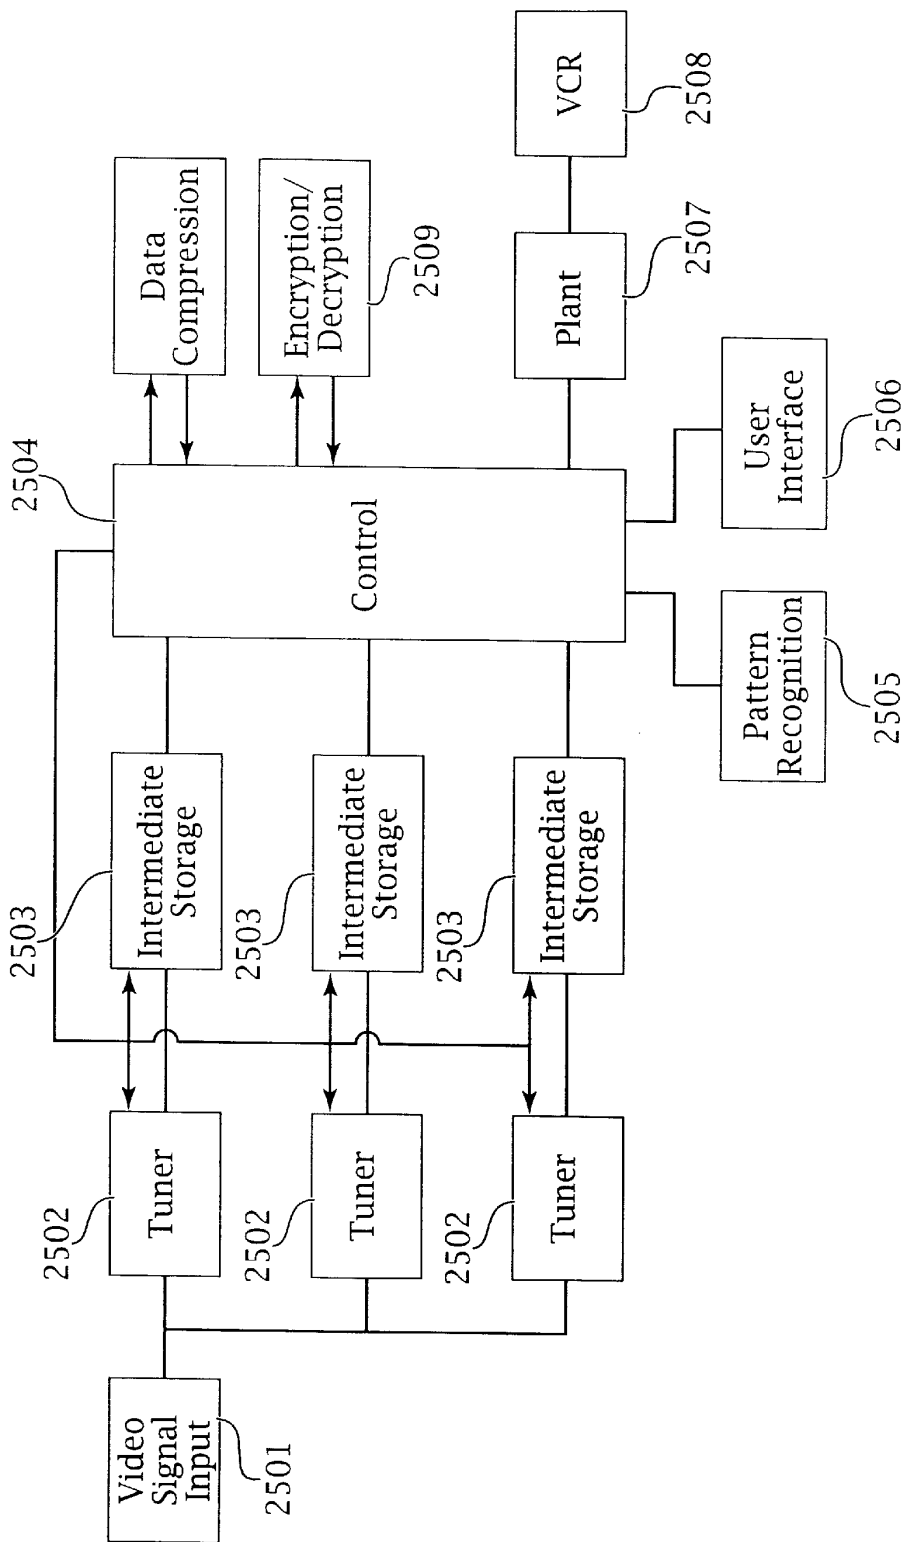 Video
Signal
Input
2501
2502
Tuner
2502
Tuner
2502
Tuner
2503
Intermediate
Storage
2503
Intermediate
Storage
2503
Intermediate
Storage
2504
Control
Data
Compression
Encryption/
Decryption
2509
Pattern
Recognition
2505
User
Interface
2506
Plant
2507
VCR
2508